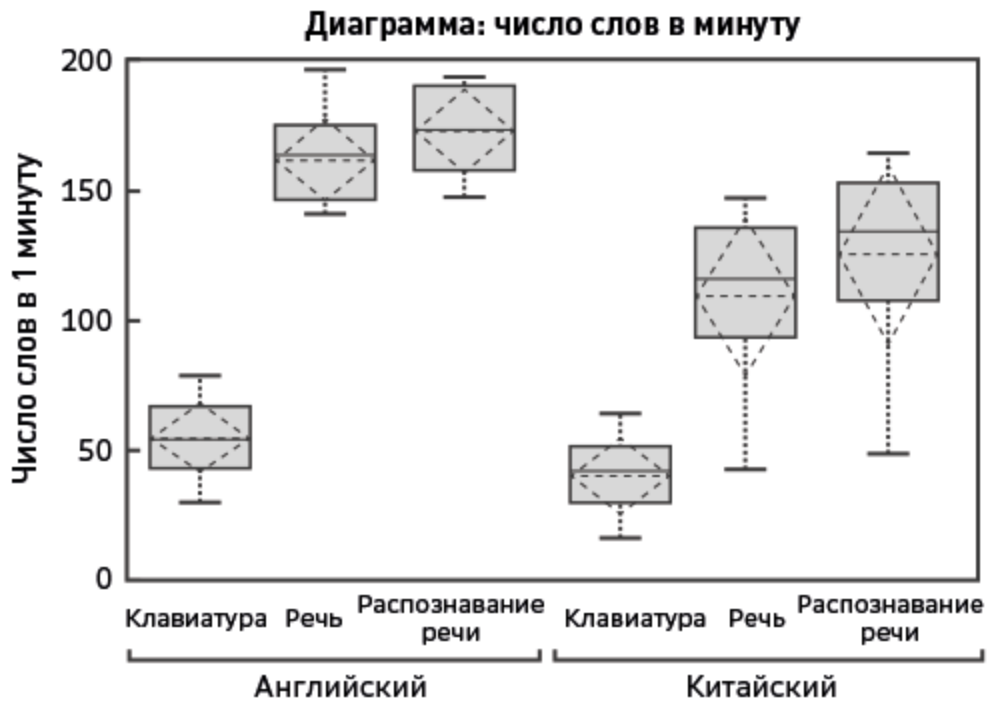 Диаграмма: число слов в минуту
Число слов в 1 минуту
200
150
100
50
0
Клавиатура Речь Распознавание речи Клавиатура Речь Распознавание речи
Английский Китайский